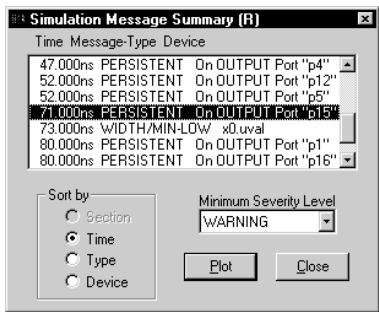 Simulation Message Summary (R)
Time Message-Type Device
47.000ns PERSISTENT On OUTPUT Port "p4"
52.000ns PERSISTENT On OUTPUT Port "p12"
52.000ns PERSISTENT On OUTPUT Port "p5"
71.000ns PERSISTENT On OUTPUT Port "p15"
73.000ns WIDTH/MIN-LOW x0.uval
80.000ns PERSISTENT On OUTPUT Port "p1"
80.000ns PERSISTENT On OUTPUT Port "p16"
Sort by
Section
Time
Type
Device
Minimum Severity Level
WARNING
Plot
Close